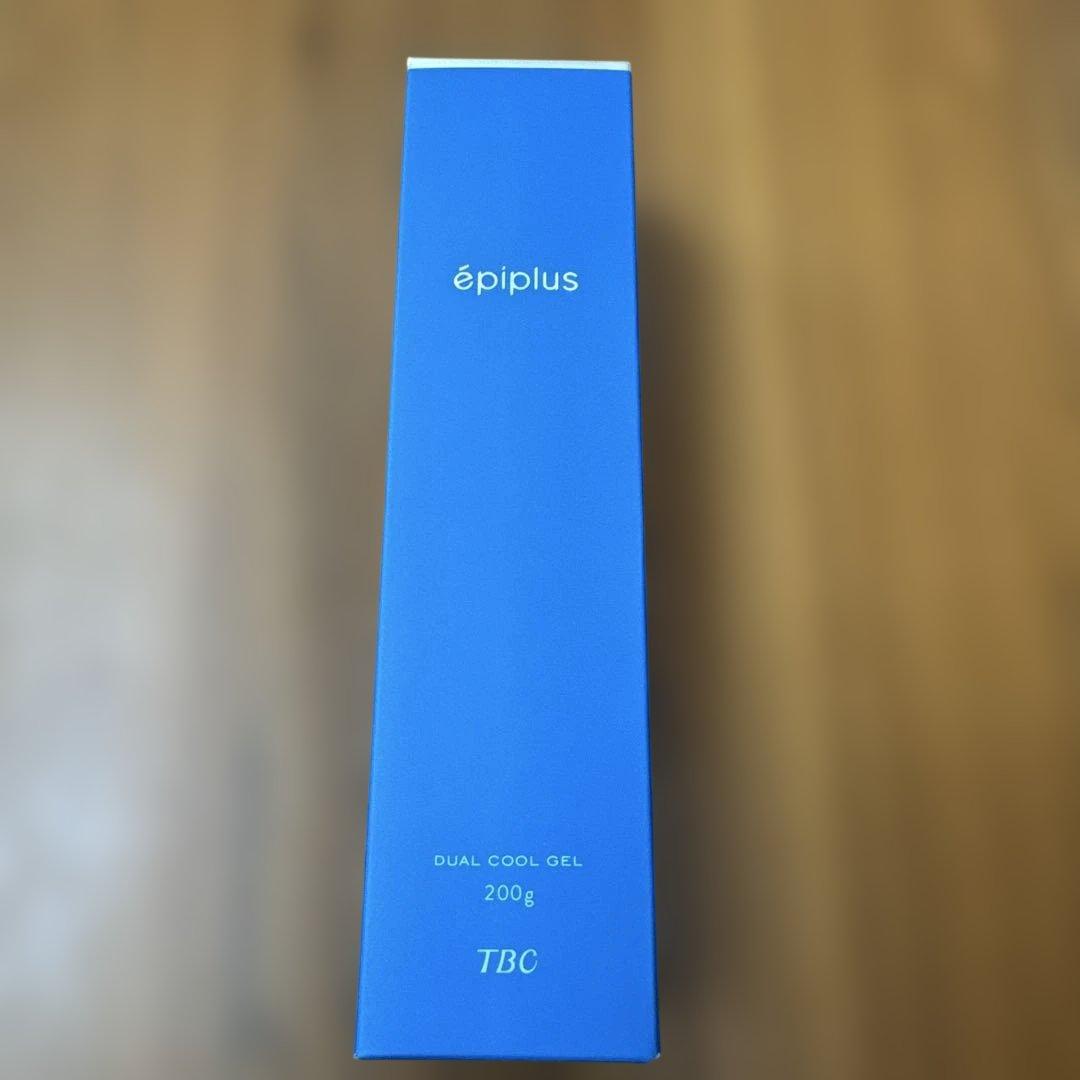 épiplus
DUAL COOL GEL
200g
TBC